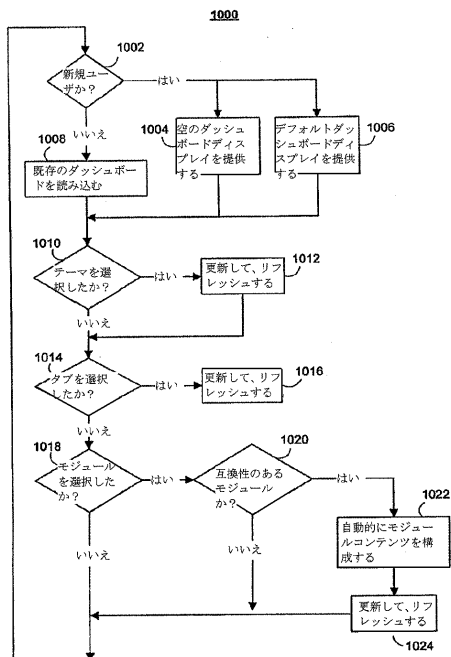 1000
1002
新規ユー
ザか？
はい
いいえ
1004
空のダッシュ
ボードディス
プレイを提供
する
デフォルトダッ
シュボードディ
スプレイを提供
する
1006
1008
既存のダッシュボー
ドを読み込む
1010
テーマを選
択したか？
はい
更新して、リフ
レッシュする
1012
いいえ
1014
タブを選択
したか？
はい
更新して、リフ
レッシュする
1016
いいえ
1018
モジュール
を選択した
か？
はい
1020
互換性のある
モジュール
か？
はい
1022
自動的にモジュー
ルコンテンツを構
成する
いいえ
いいえ
更新して、リフ
レッシュする
1024